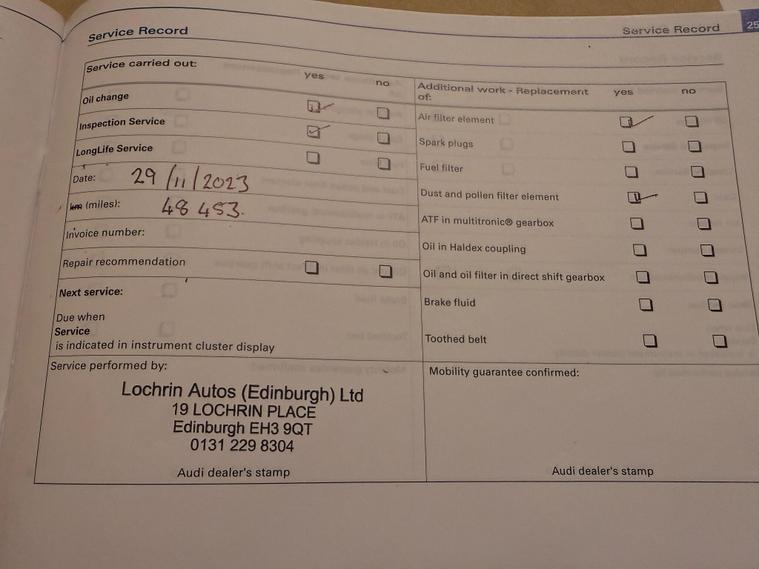 Service Record
Service Record
25
Service carried out:
yes
no
Oil change
Inspection Service
LongLife Service
Date: 29/11/2023
km (miles): 48 483.
Invoice number:
Repair recommendation
Next service:
Due when
Service
is indicated in instrument cluster display
Additional work - Replacement of:
yes
no
Air filter element
Spark plugs
Fuel filter
Dust and pollen filter element
ATF in multitronic® gearbox
Oil in Haldex coupling
Oil and oil filter in direct shift gearbox
Brake fluid
Toothed belt
Service performed by:
Lochrin Autos (Edinburgh) Ltd
19 LOCHRIN PLACE
Edinburgh EH3 9QT
0131 229 8304
Audi dealer's stamp
Mobility guarantee confirmed:
Audi dealer's stamp